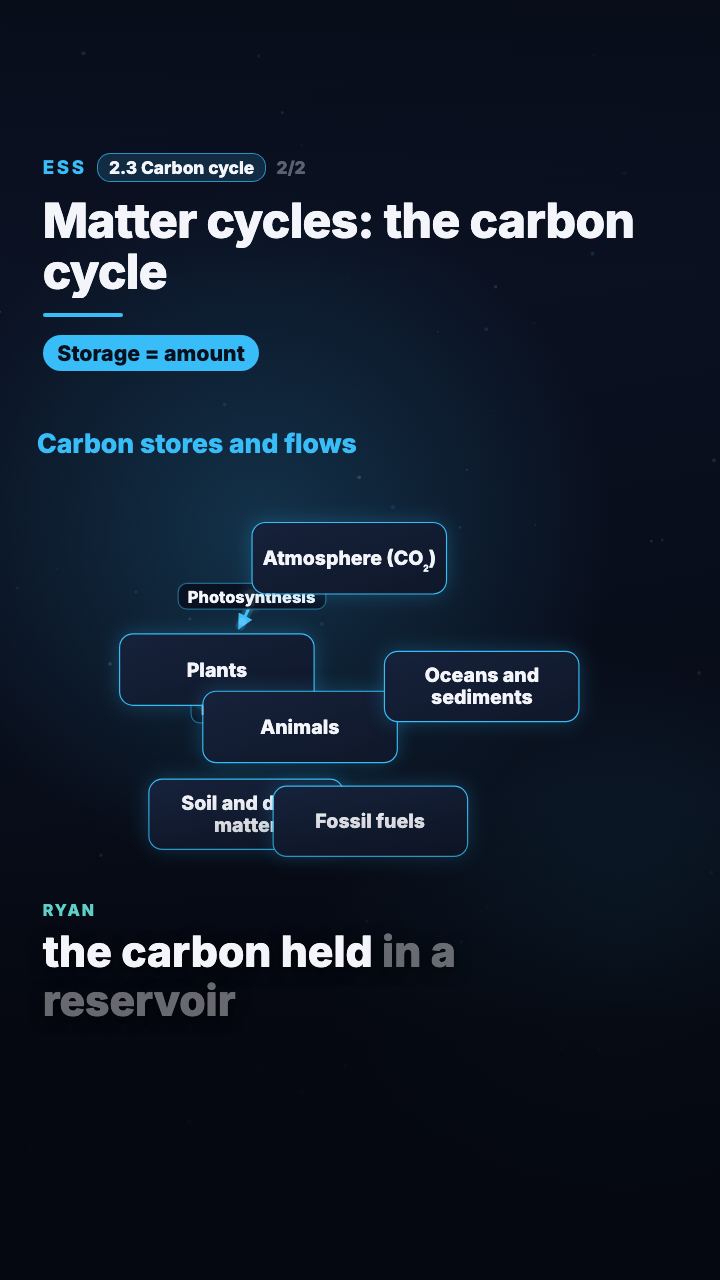 ESS 2.3 Carbon cycle 2/2
Matter cycles: the carbon
cycle
Storage = amount
Carbon stores and flows
Atmosphere (CO₂)
Photosynthesis
Plants
Oceans and
sediments
Animals
Soil and
matter
Fossil fuels
RYAN
the carbon held in a
reservoir